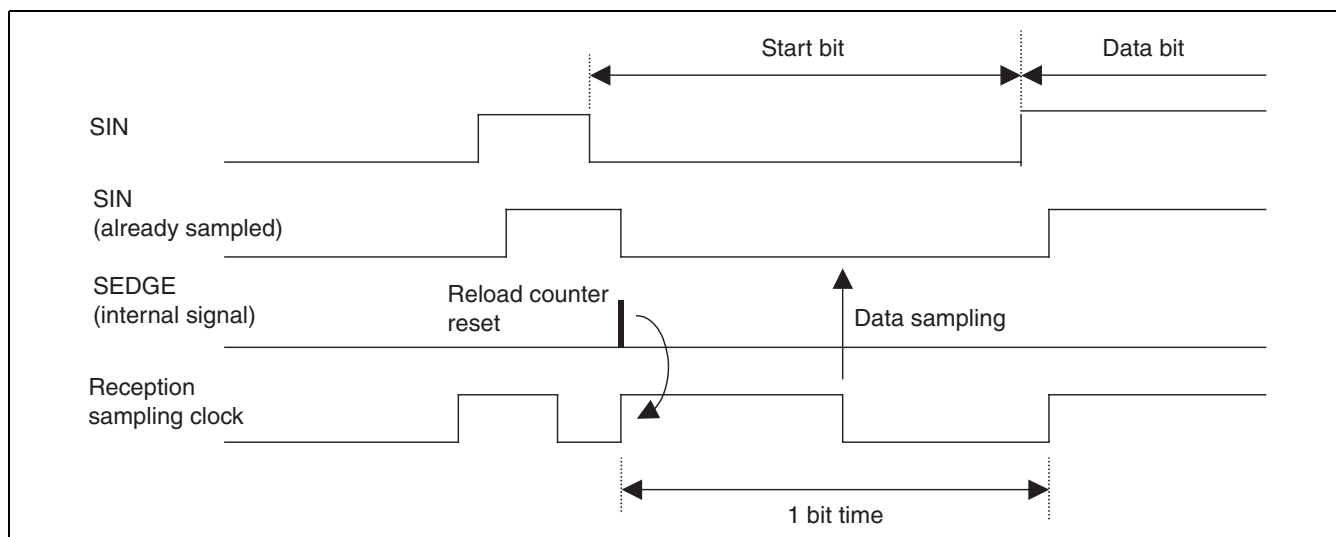 Start bit
Data bit
SIN
SIN
(already sampled)
SEDGE
(internal signal)
Reload counter
reset
Data sampling
Reception
sampling clock
1 bit time